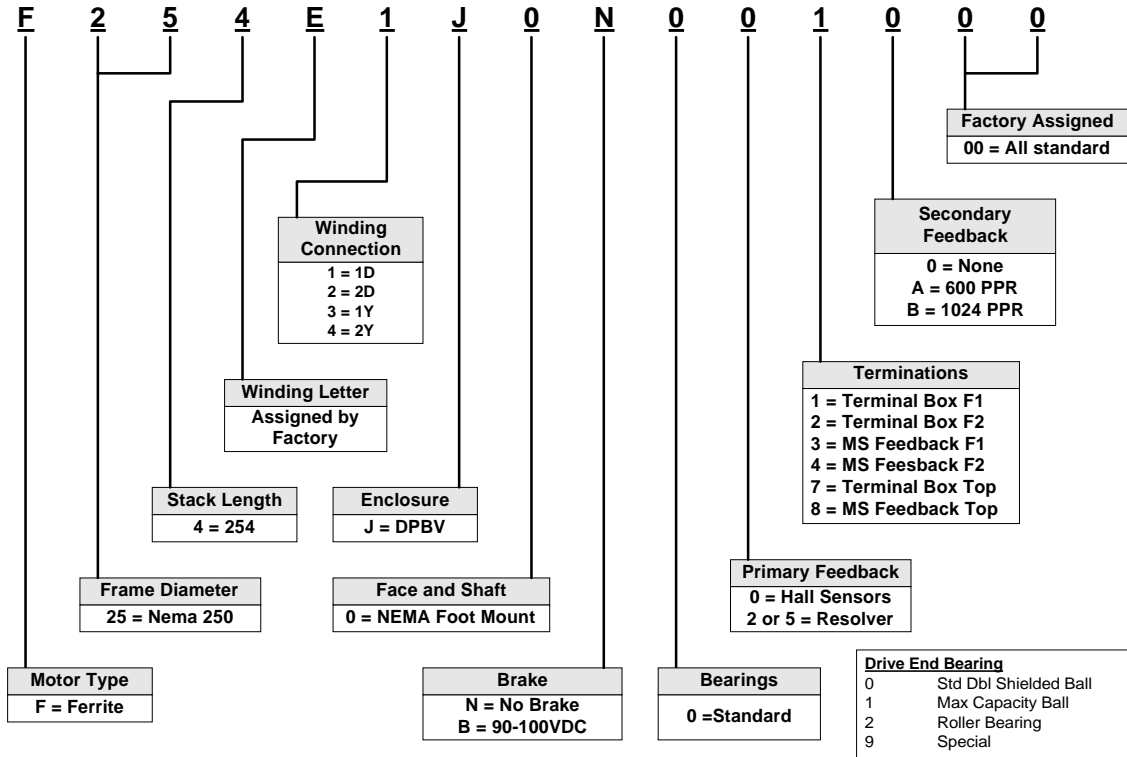 F 2 5 4 E 1 J 0 N 0 0 1 0 0 0
Factory Assigned
00 = All standard
Secondary
Feedback
0 = None
A = 600 PPR
B = 1024 PPR
Winding
Connection
1 = 1D
2 = 2D
3 = 1Y
4 = 2Y
Terminations
1 = Terminal Box F1
2 = Terminal Box F2
3 = MS Feedback F1
4 = MS Feesback F2
7 = Terminal Box Top
8 = MS Feedback Top
Winding Letter
Assigned by
Factory
Stack Length
4 = 254
Enclosure
J = DPBV
Primary Feedback
0 = Hall Sensors
2 or 5 = Resolver
Frame Diameter
25 = Nema 250
Face and Shaft
0 = NEMA Foot Mount
Motor Type
F = Ferrite
Brake
N = No Brake
B = 90-100VDC
Bearings
0 =Standard
Drive End Bearing
0 Std Dbl Shielded Ball
1 Max Capacity Ball
2 Roller Bearing
9 Special